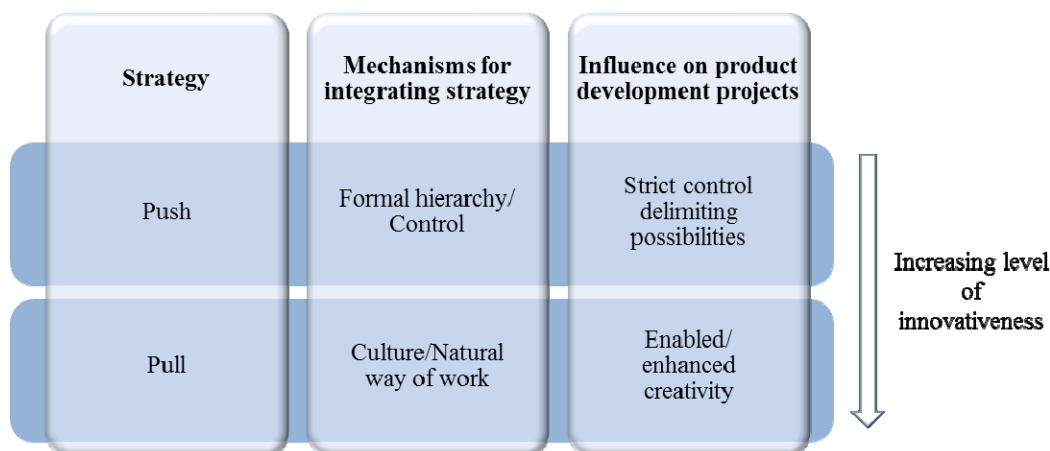 Strategy
Mechanisms for
integrating strategy
Influence on product
development projects
Push
Formal hierarchy/
Control
Strict control
delimiting
possibilities
Pull
Culture/Natural
way of work
Enabled/
enhanced
creativity
Increasing level
of
innovativeness